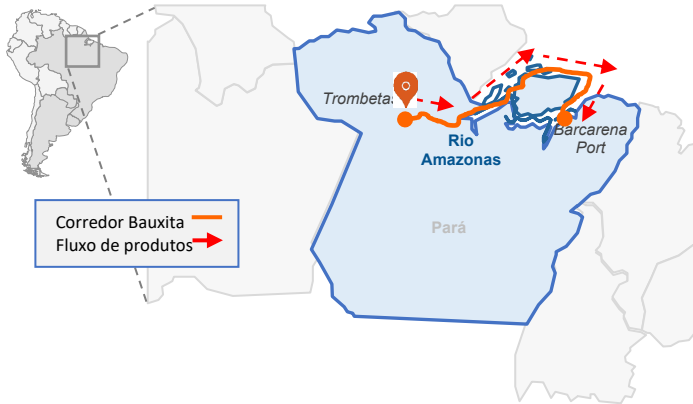 Trombetas
Rio
Amazonas
Barcarena
Port
Corredor Bauxita
Fluxo de produtos
Pará